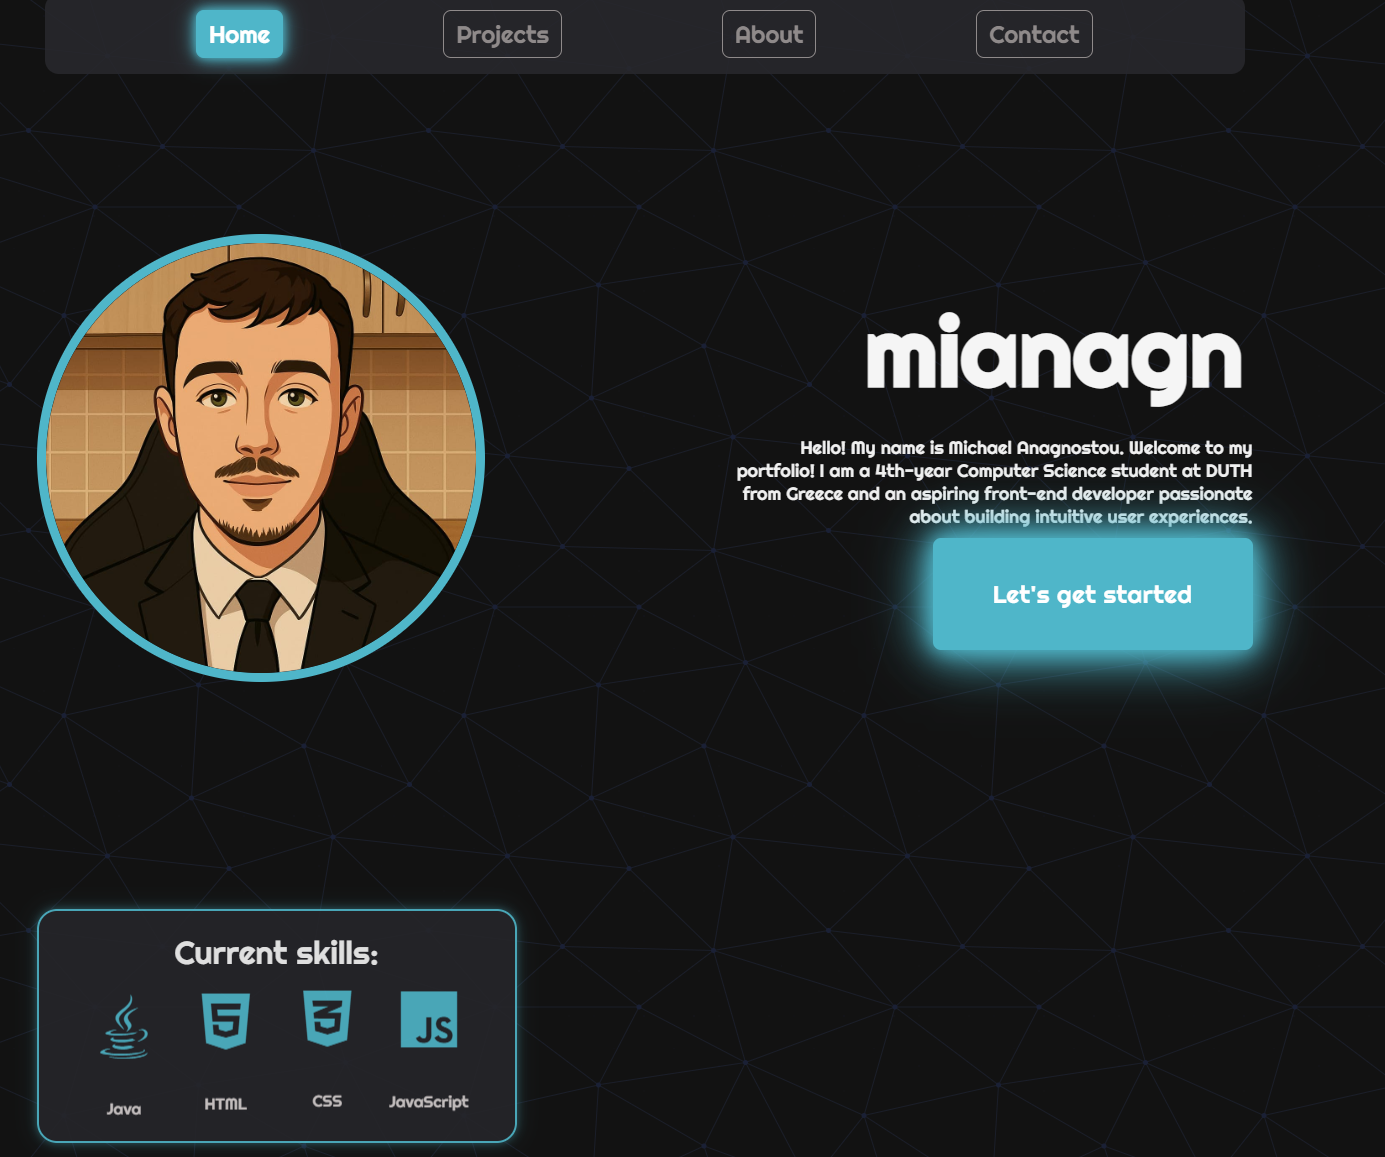 Home
Projects
About
Contact
mianagn
Hello! My name is Michael Anagnostou. Welcome to my
portfolio! I am a 4th-year Computer Science student at DUTH
from Greece and an aspiring front-end developer passionate
about building intuitive user experiences.
Let's get started
Current skills:
5
3
JS
Java
HTML
CSS
JavaScript